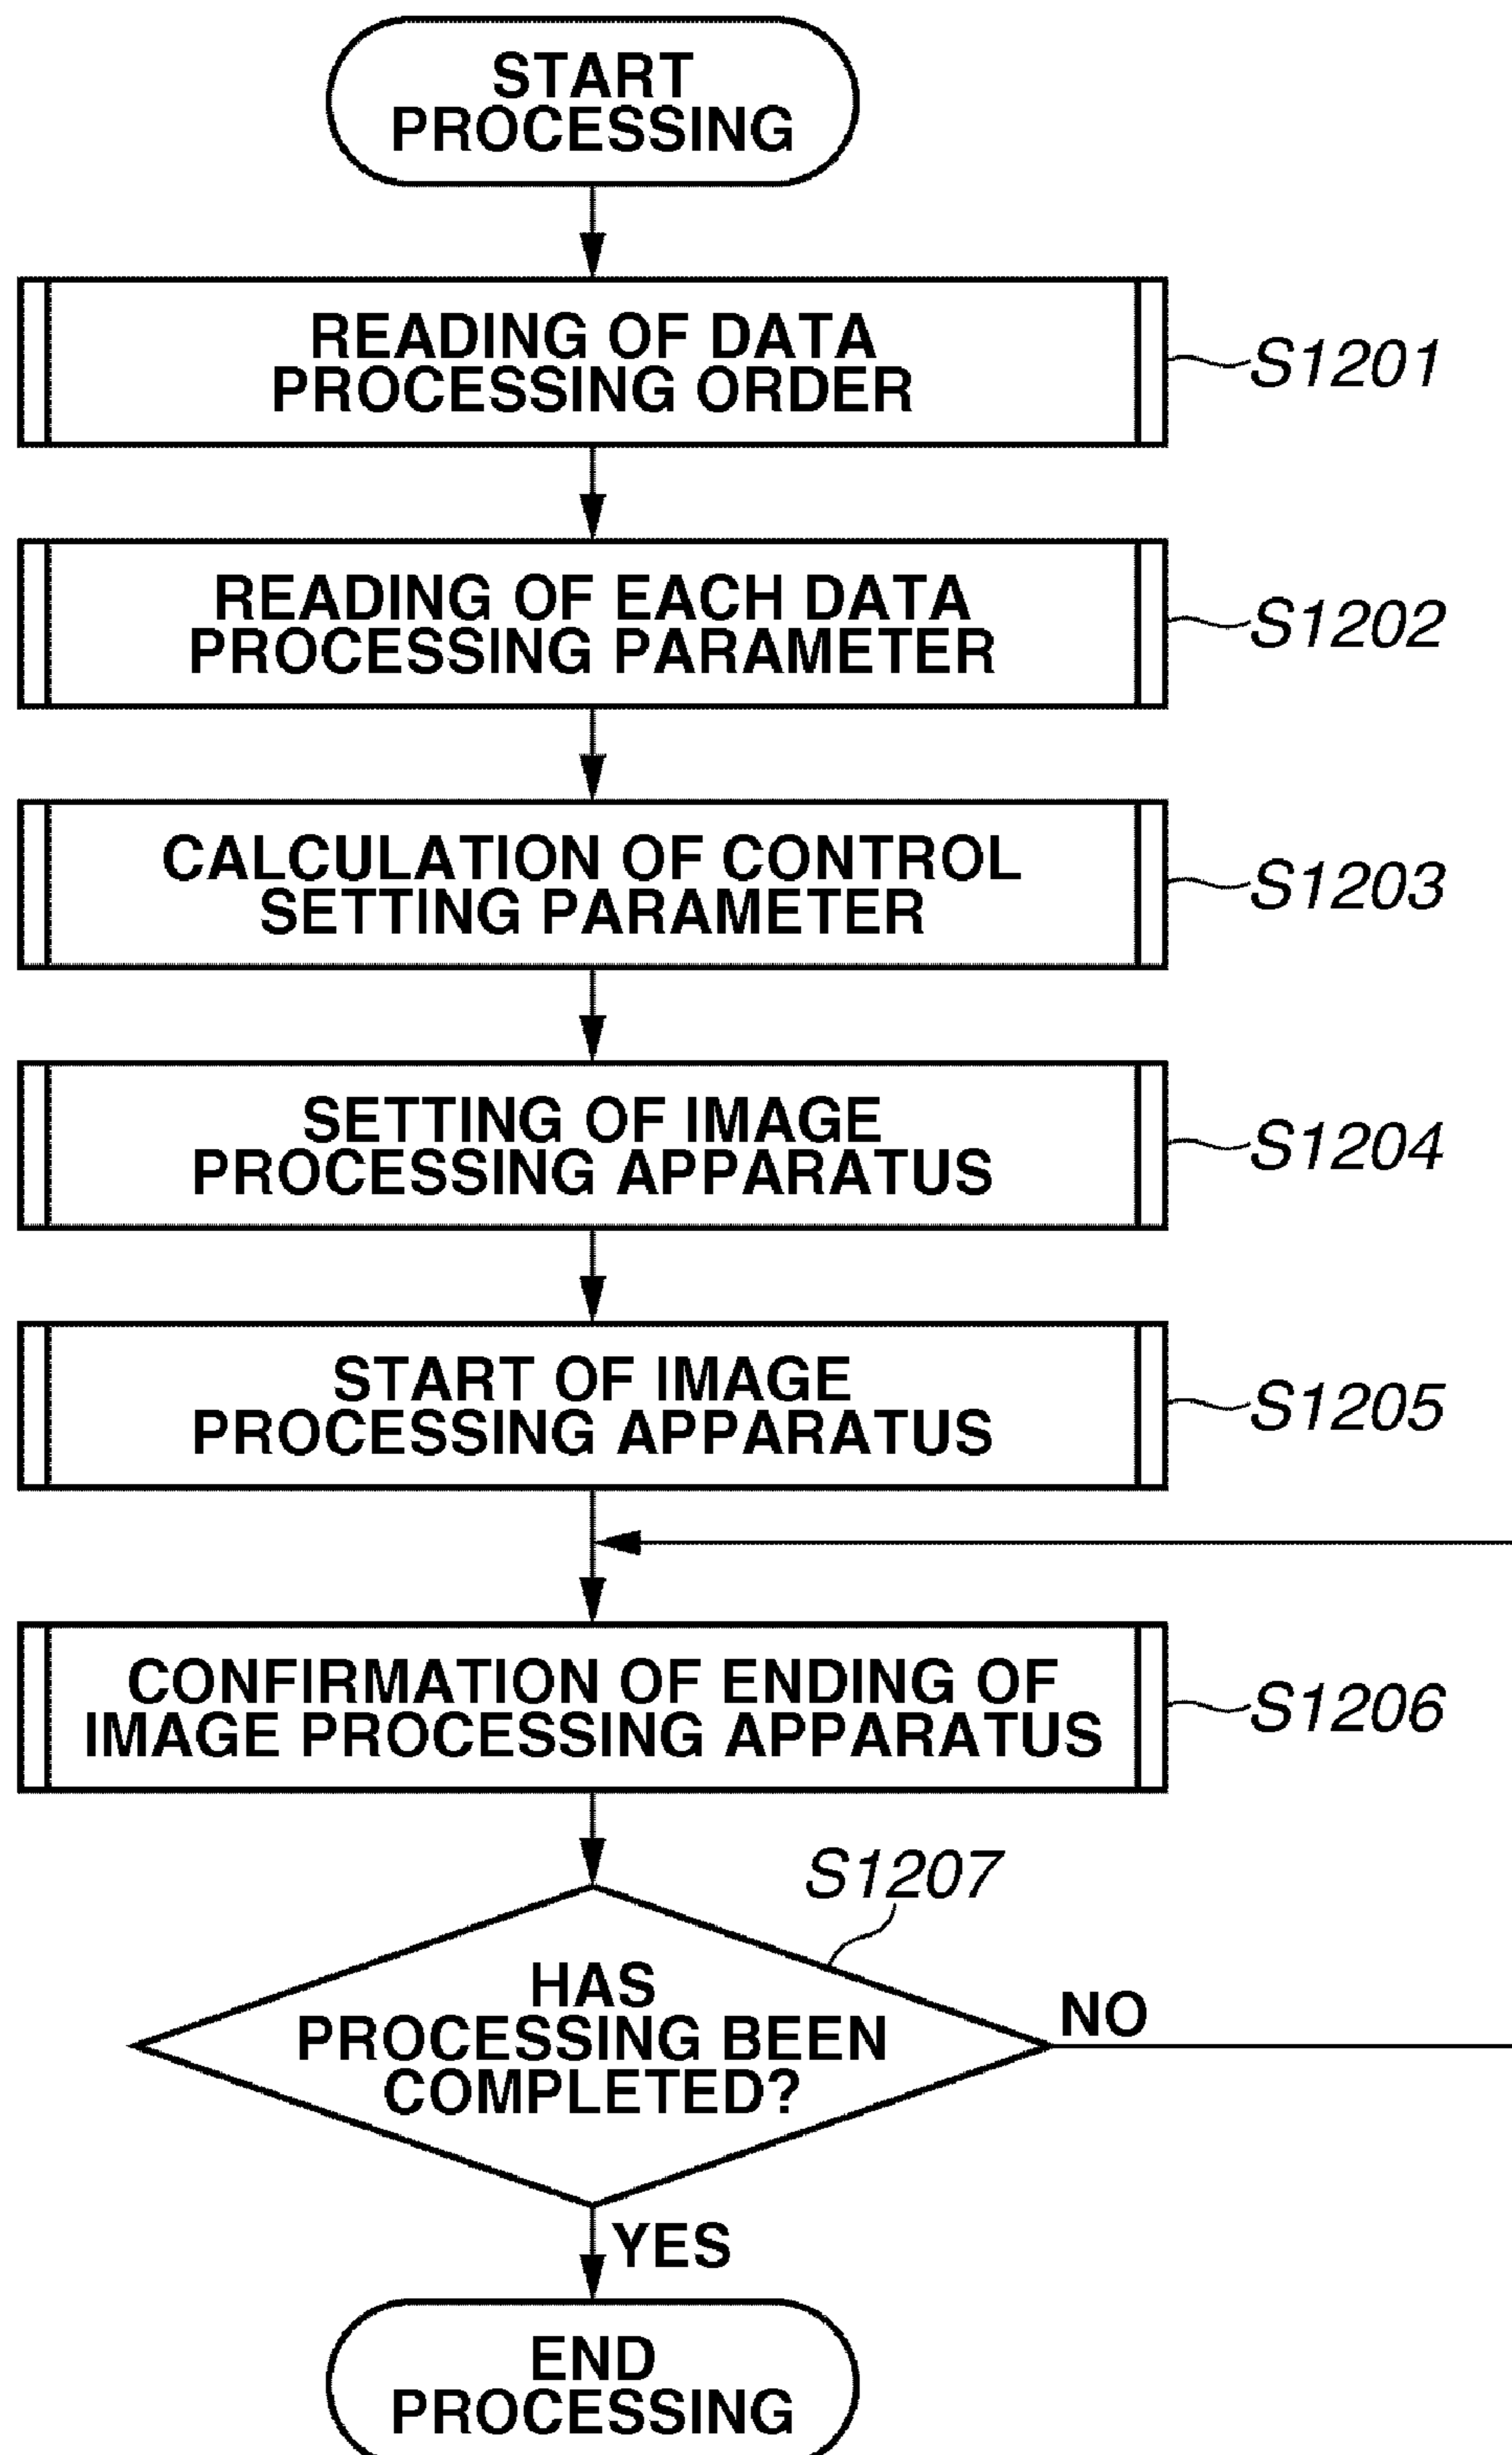 START
PROCESSING
READING OF DATA
PROCESSING ORDER
S1201
READING OF EACH DATA
PROCESSING PARAMETER
S1202
CALCULATION OF CONTROL
SETTING PARAMETER
S1203
SETTING OF IMAGE
PROCESSING APPARATUS
S1204
START OF IMAGE
PROCESSING APPARATUS
S1205
CONFIRMATION OF ENDING OF
IMAGE PROCESSING APPARATUS
S1206
S1207
HAS
PROCESSING BEEN
COMPLETED?
NO
YES
END
PROCESSING